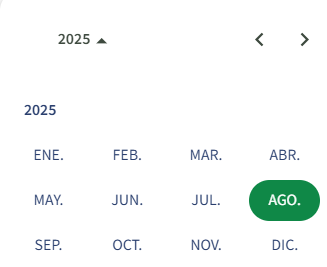 2025
2025
ENE. FEB. MAR. ABR.
MAY. JUN. JUL. AGO.
SEP. OCT. NOV. DIC.